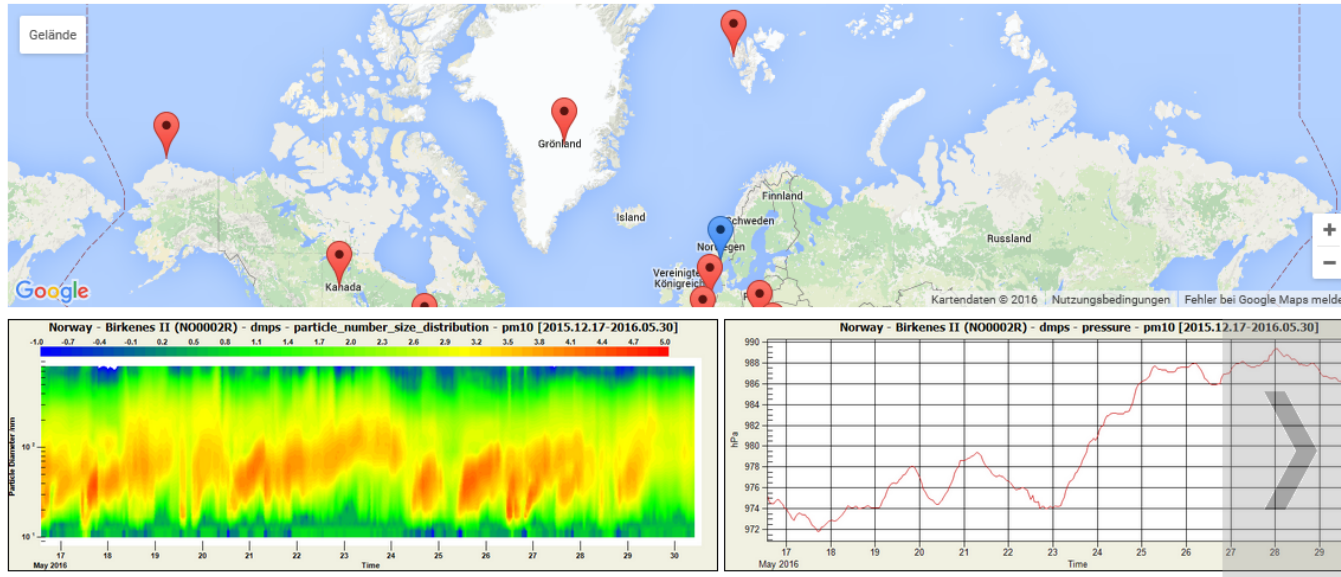 Gelände
Grönland
Finnland
Island
Schweden
Norwegen
Russland
Vereinigte
Königreich
Kanada
Google
Kartendaten © 2016 Nutzungsbedingungen Fehler bei Google Maps melde
Norway - Birkenes II (NO0002R) - dmps - particle_number_size_distribution - pm10 [2015.12.17-2016.05.30]
-1.0 -0.7 -0.4 -0.1 0.2 0.5 0.8 1.1 1.4 1.7 2.0 2.3 2.6 2.9 3.2 3.5 3.8 4.1 4.4 4.7 5.0
Particle Diameter /nm
17 18 19 20 21 22 23 24 25 26 27 28 29 30
May 2016 Time
Norway - Birkenes II (NO0002R) - dmps - pressure - pm10 [2015.12.17-2016.05.30]
990
988
986
984
982
980
978
976
974
972
hPa
17 18 19 20 21 22 23 24 25 26 27 28 29
May 2016 Time